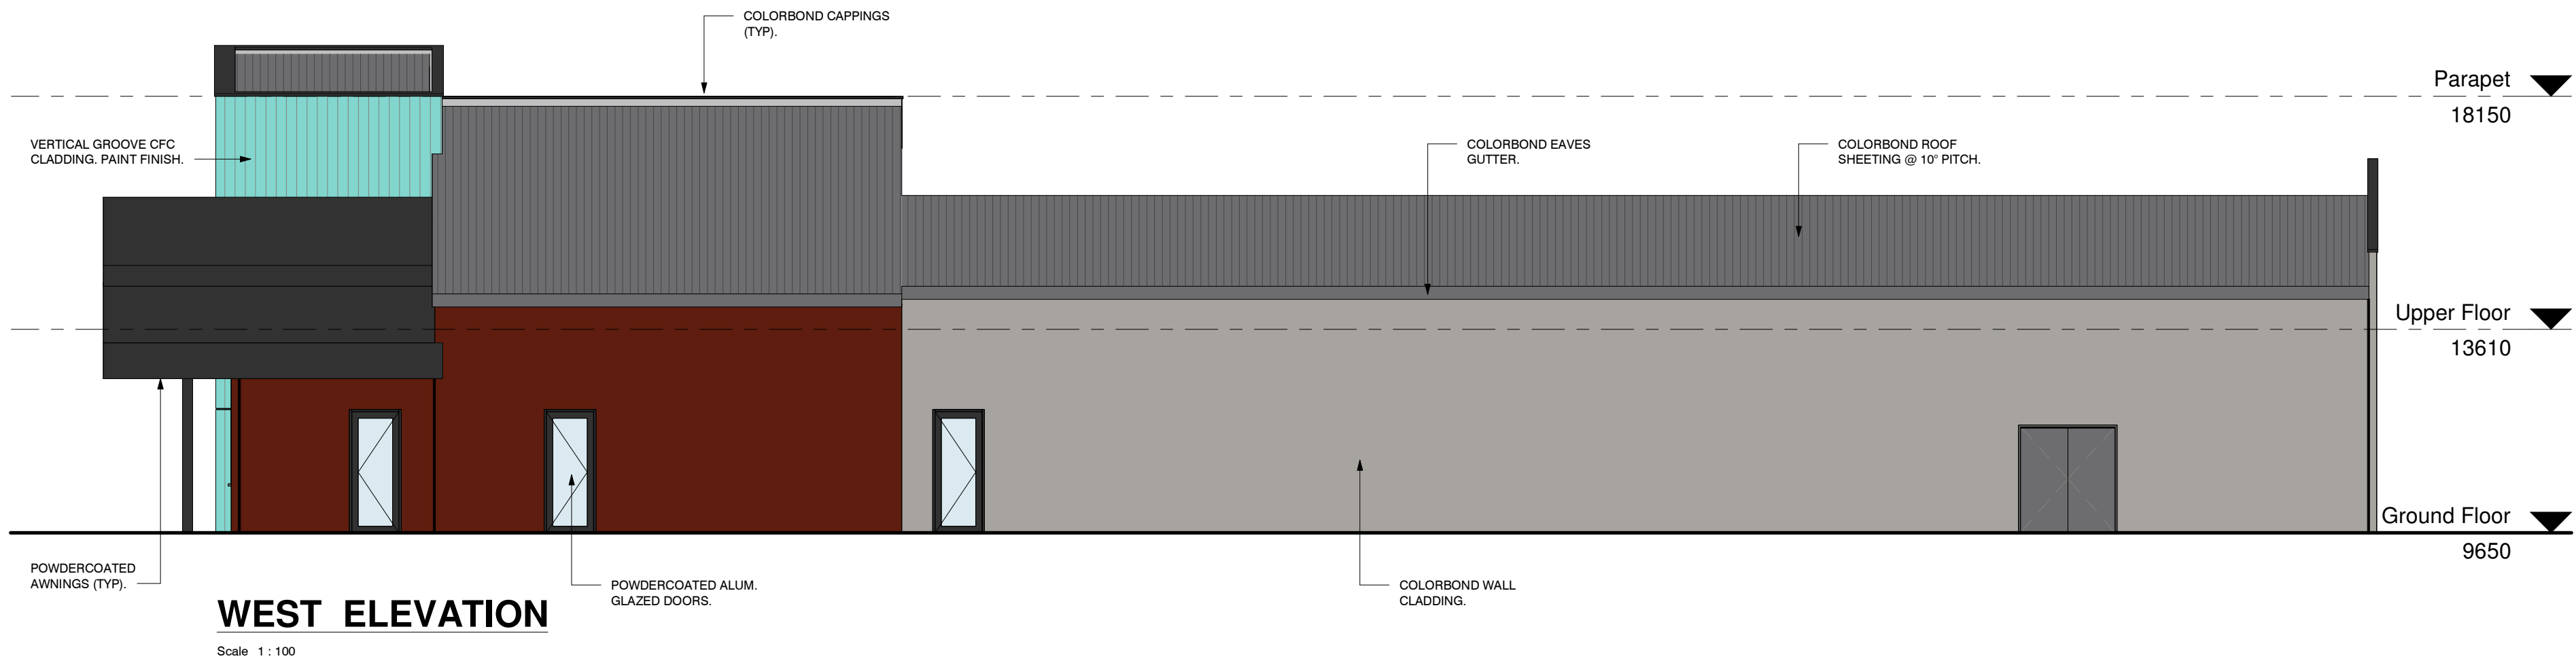 COLORBOND CAPPINGS
(TYP).
Parapet
18150
VERTICAL GROOVE CFC
CLADDING. PAINT FINISH.
COLORBOND EAVES
GUTTER.
COLORBOND ROOF
SHEETING @ 10° PITCH.
Upper Floor
13610
Ground Floor
9650
POWDERCOATED
AWNINGS (TYP).
POWDERCOATED ALUM.
GLAZED DOORS.
COLORBOND WALL
CLADDING.
WEST ELEVATION
Scale 1 : 100